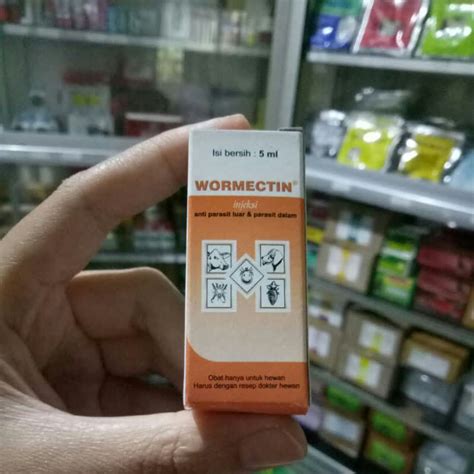 Isi bersih : 5 ml
WORMECTIN®
injeksi
anti parasit luar & parasit dalam
Obat hanya untuk hewan
Harus dengan resep dokter hewan